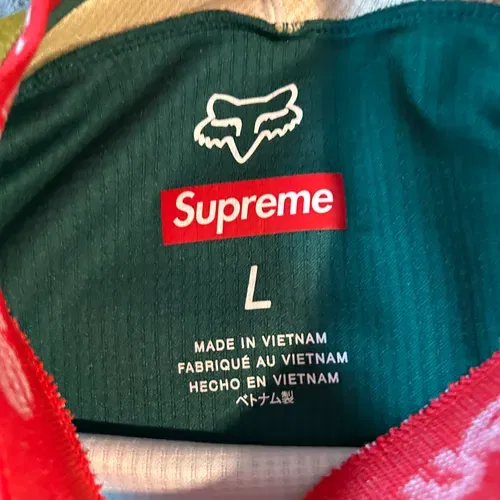 Supreme
L
MADE IN VIETNAM
FABRIQUÉ AU VIETNAM
HECHO EN VIETNAM
ベトナム製